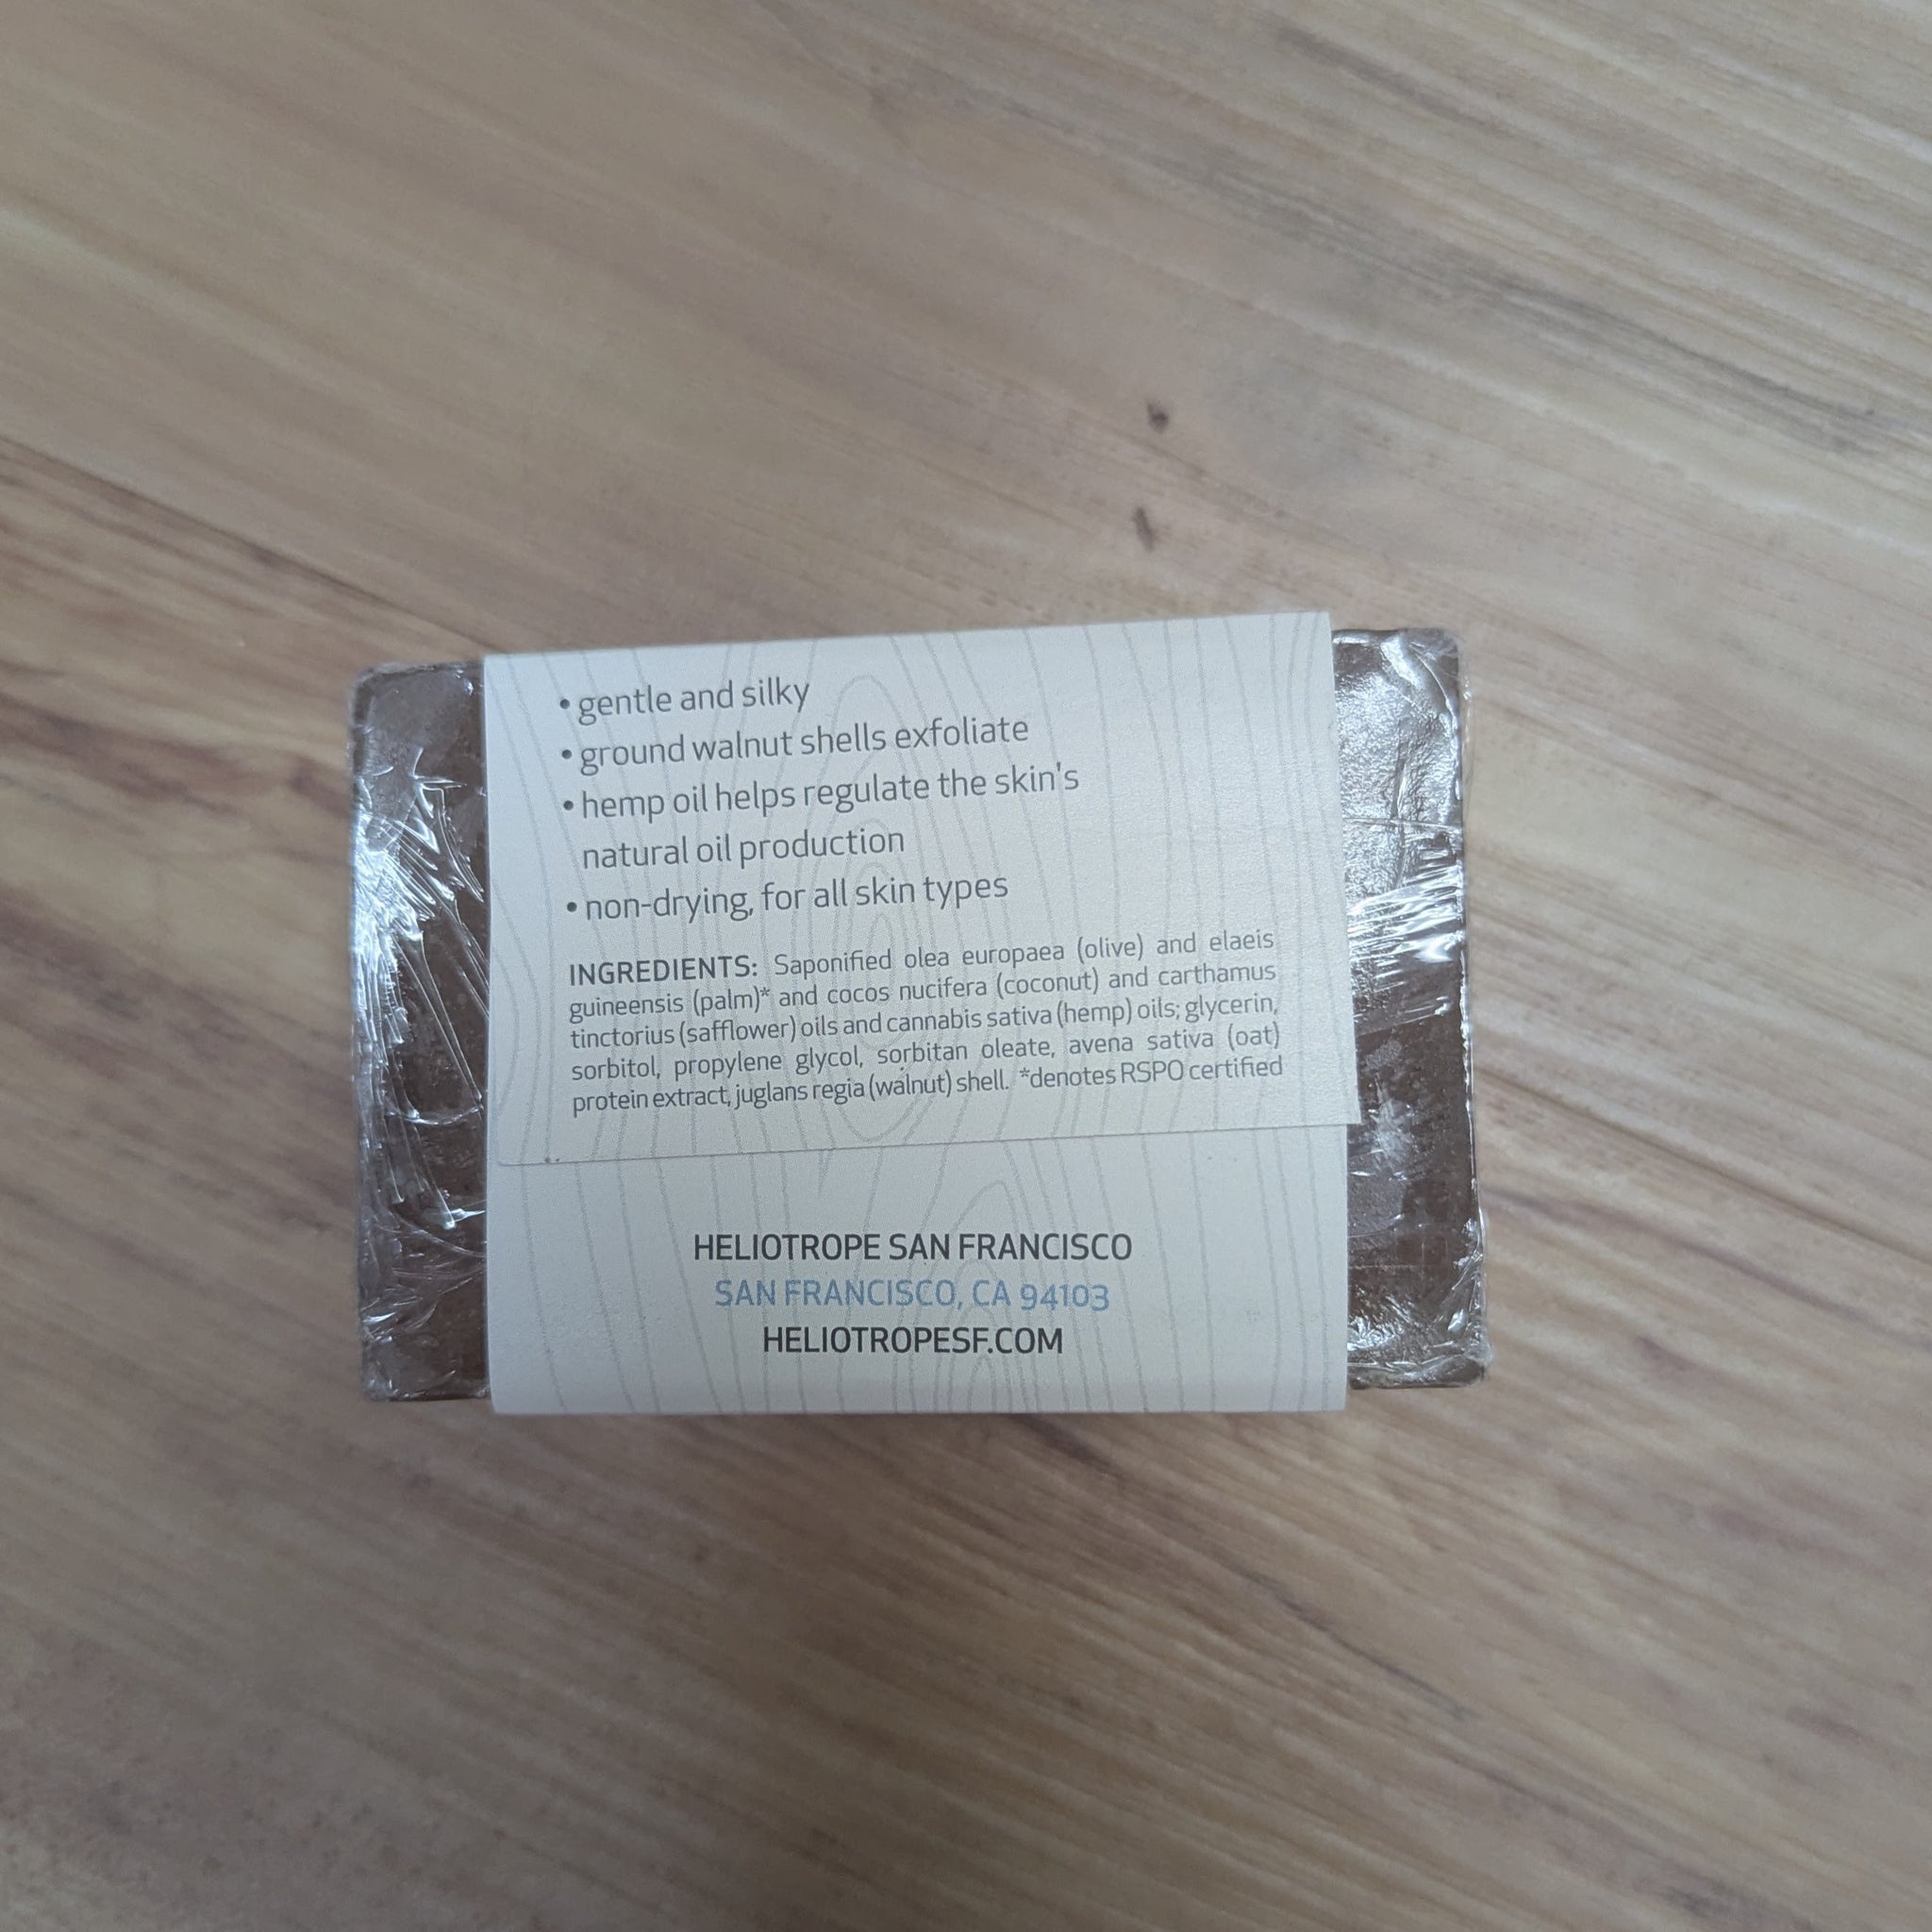 • gentle and silky
• ground walnut shells exfoliate
• hemp oil helps regulate the skin's
natural oil production
• non-drying, for all skin types
INGREDIENTS: Saponified olea europaea (olive) and elaeis
guineensis (palm)* and cocos nucifera (coconut) and carthamus
tinctorius (safflower) oils and cannabis sativa (hemp) oils; glycerin,
sorbitol, propylene glycol, sorbitan oleate, avena sativa (oat)
protein extract, juglans regia (walnut) shell. *denotes RSPO certified
HELIOTROPE SAN FRANCISCO
SAN FRANCISCO, CA 94103
HELIOTROPESF.COM